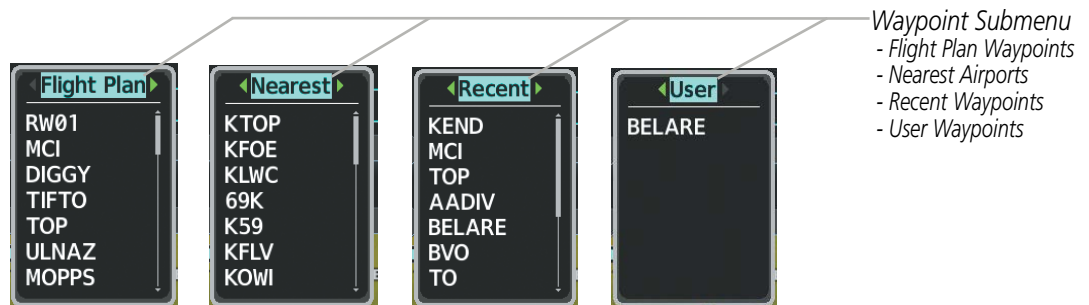 Waypoint Submenu
- Flight Plan Waypoints
- Nearest Airports
- Recent Waypoints
- User Waypoints
Flight Plan
RW01
MCI
DIGGY
TIFTO
TOP
ULNAZ
MOPPS
Nearest
KTOP
KFOE
KLWC
69K
K59
KFLV
KOWI
Recent
KEND
MCI
TOP
AADIV
BELARE
BVO
TO
User
BELARE